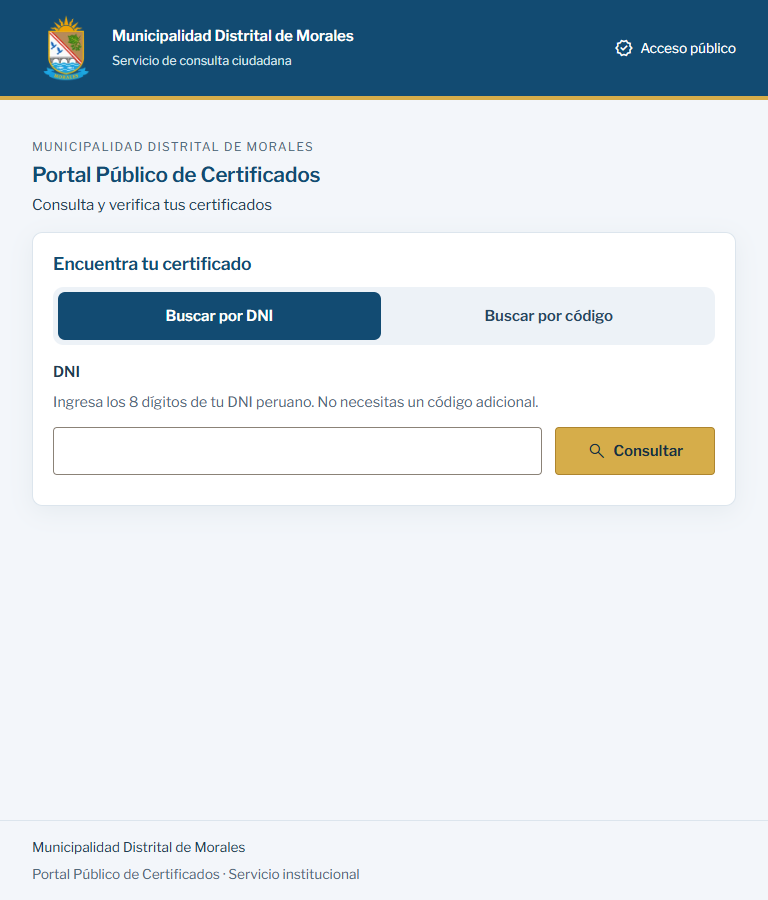 MORALES
Municipalidad Distrital de Morales
Servicio de consulta ciudadana
Acceso público
MUNICIPALIDAD DISTRITAL DE MORALES
Portal Público de Certificados
Consulta y verifica tus certificados
Encuentra tu certificado
Buscar por DNI
Buscar por código
DNI
Ingresa los 8 dígitos de tu DNI peruano. No necesitas un código adicional.
Consultar
Municipalidad Distrital de Morales
Portal Público de Certificados · Servicio institucional